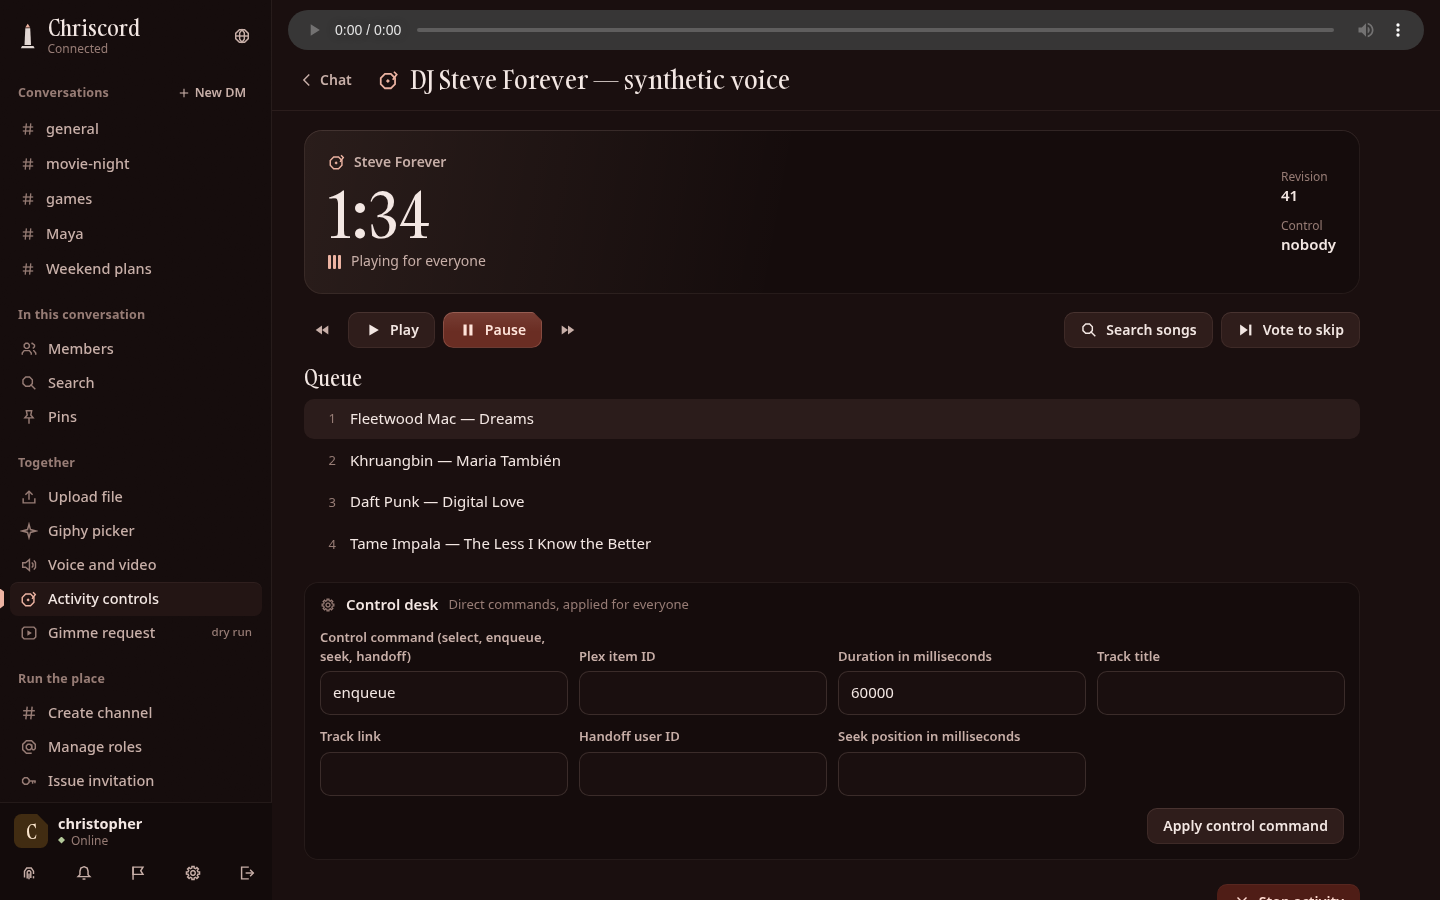 Chriscord
Connected
Conversations
+ New DM
# general
# movie-night
# games
# Maya
# Weekend plans
In this conversation
Members
Search
Pins
Together
Upload file
Giphy picker
Voice and video
Activity controls
Gimme request
dry run
Run the place
# Create channel
Manage roles
Issue invitation
C
christopher
Online
0:00 / 0:00
Chat
DJ Steve Forever — synthetic voice
Steve Forever
1:34
Playing for everyone
Revision
41
Control
nobody
Play
Pause
Search songs
Vote to skip
Queue
1 Fleetwood Mac — Dreams
2 Khruangbin — Maria También
3 Daft Punk — Digital Love
4 Tame Impala — The Less I Know the Better
Control desk Direct commands, applied for everyone
Control command (select, enqueue,
seek, handoff)
Plex item ID
Duration in milliseconds
Track title
enqueue
60000
Track link
Handoff user ID
Seek position in milliseconds
Apply control command
Stop activity